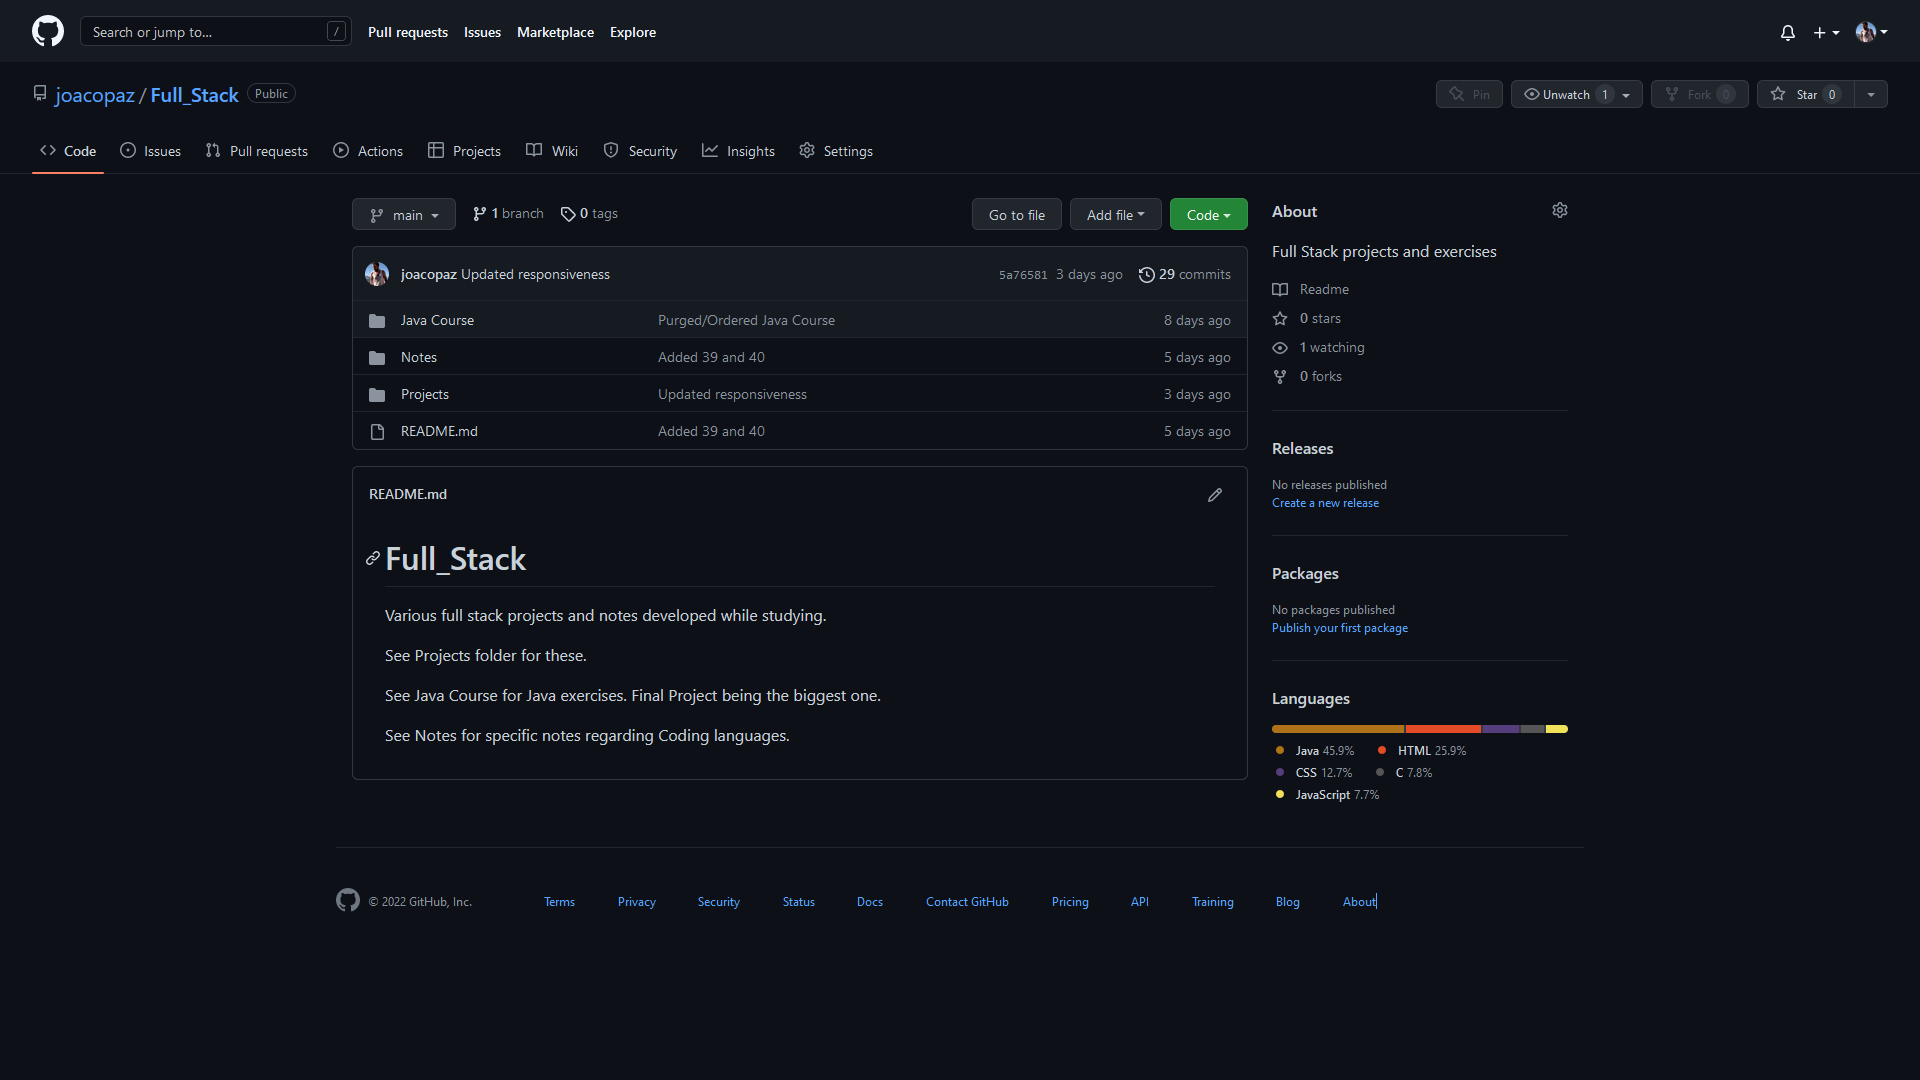 Search or jump to... /
Pull requests Issues Marketplace Explore
joacopaz / Full_Stack Public
Pin Unwatch 1 Fork 0 Star 0
Code Issues Pull requests Actions Projects Wiki Security Insights Settings
main 1 branch 0 tags Go to file Add file Code
joacopaz Updated responsiveness 5a76581 3 days ago 29 commits
Java Course Purged/Ordered Java Course 8 days ago
Notes Added 39 and 40 5 days ago
Projects Updated responsiveness 3 days ago
README.md Added 39 and 40 5 days ago
README.md
Full_Stack
Various full stack projects and notes developed while studying.
See Projects folder for these.
See Java Course for Java exercises. Final Project being the biggest one.
See Notes for specific notes regarding Coding languages.
About
Full Stack projects and exercises
Readme
0 stars
1 watching
0 forks
Releases
No releases published
Create a new release
Packages
No packages published
Publish your first package
Languages
Java 45.9% HTML 25.9%
CSS 12.7% C 7.8%
JavaScript 7.7%
© 2022 GitHub, Inc. Terms Privacy Security Status Docs Contact GitHub Pricing API Training Blog About